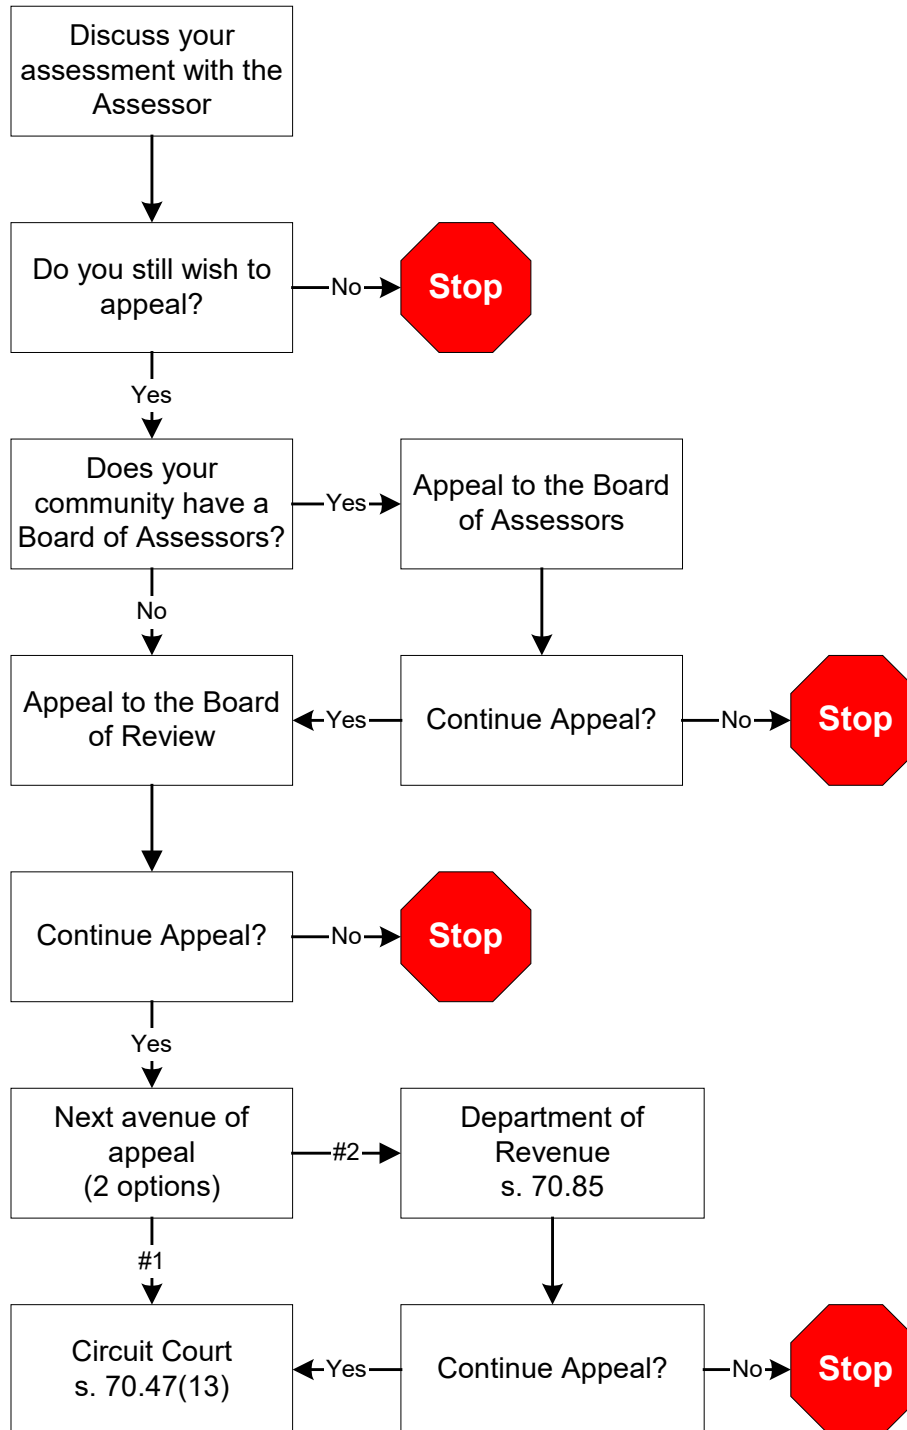 Discuss your
assessment with the
Assessor
Do you still wish to
appeal?
No
Stop
Yes
Does your
community have a
Board of Assessors?
Yes
Appeal to the Board
of Assessors
No
Appeal to the Board
of Review
Yes
Continue Appeal?
No
Stop
Continue Appeal?
No
Stop
Yes
Next avenue of
appeal
(2 options)
#2
Department of
Revenue
s. 70.85
#1
Circuit Court
s. 70.47(13)
Yes
Continue Appeal?
No
Stop